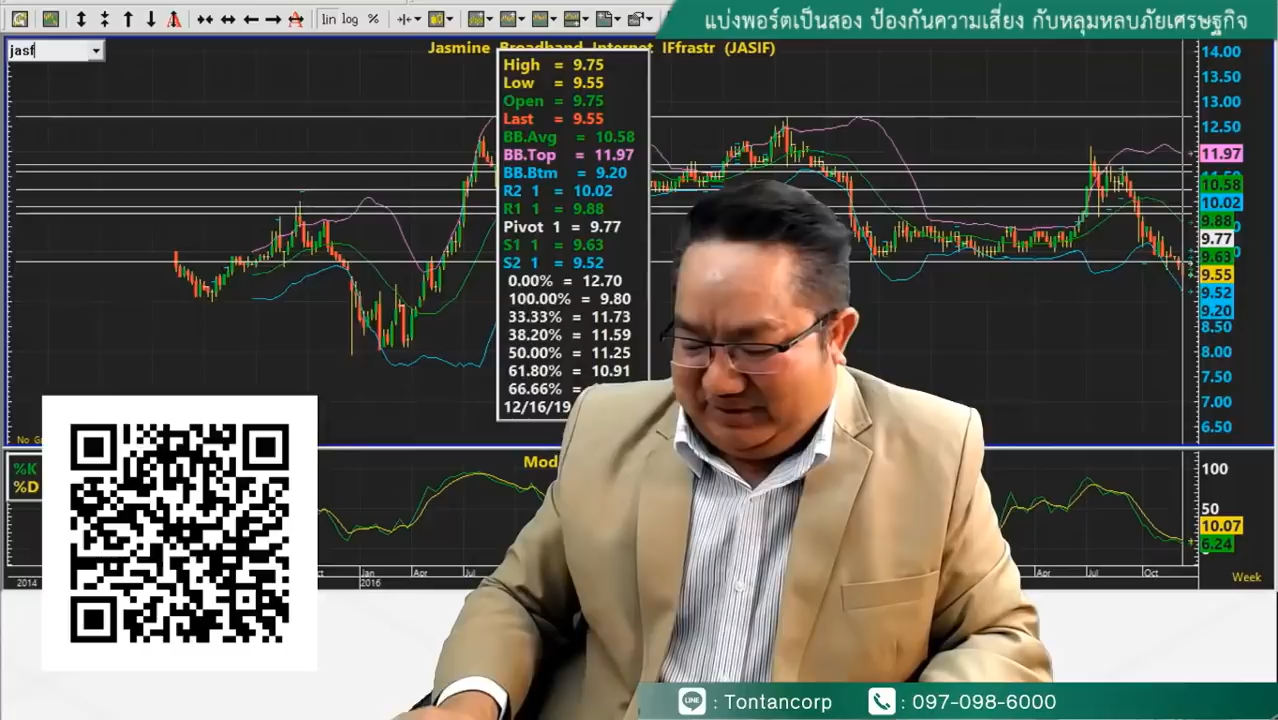 lin log %
แบ่งพอร์ตเป็นสอง ป้องกันความเสี่ยง กับหลุมหลบภัยเศรษฐกิจ
jasf
Jasmine Broadband Internet IFfrastr (JASIF)
High = 9.75
Low = 9.55
Open = 9.75
Last = 9.55
BB.Avg = 10.58
BB.Top = 11.97
BB.Btm = 9.20
R2 1 = 10.02
R1 1 = 9.88
Pivot 1 = 9.77
S1 1 = 9.63
S2 1 = 9.52
0.00% = 12.70
100.00% = 9.80
33.33% = 11.73
38.20% = 11.59
50.00% = 11.25
61.80% = 10.91
66.66% =
12/16/19
14.00
13.50
13.00
12.50
11.97
10.58
10.02
9.88
9.77
9.63
9.55
9.52
9.20
8.50
8.00
7.50
7.00
6.50
No G
%K
%D
Mod
100
50
10.07
6.24
2014
Jan
Apr
Jul
Apr
Jul
Oct
2016
Week
LINE : Tontancorp
: 097-098-6000